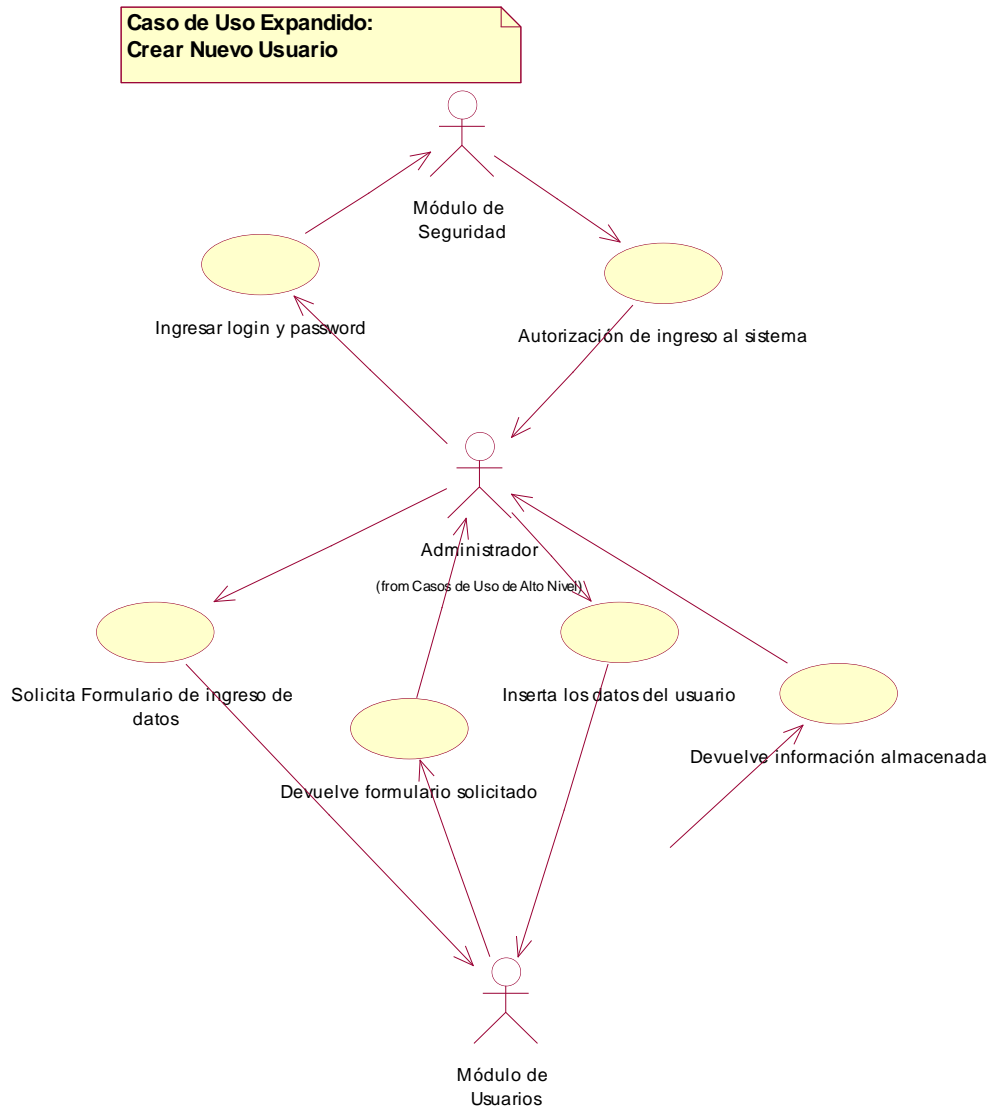 Caso de Uso Expandido:
Crear Nuevo Usuario
Módulo de
Seguridad
Ingresar login y password
Autorización de ingreso al sistema
Administrador
(from Casos de Uso de Alto Nivel)
Solicita Formulario de ingreso de
datos
Inserta los datos del usuario
Devuelve información almacenada
Devuelve formulario solicitado
Módulo de
Usuarios